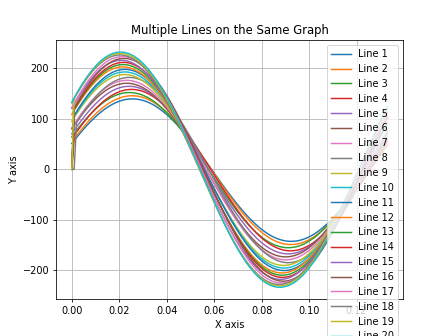 Multiple Lines on the Same Graph
Y axis
200
100
0
−100
−200
0.00
0.02
0.04
0.06
0.08
0.10
X axis
Line 1
Line 2
Line 3
Line 4
Line 5
Line 6
Line 7
Line 8
Line 9
Line 10
Line 11
Line 12
Line 13
Line 14
Line 15
Line 16
Line 17
Line 18
Line 19
Line 20